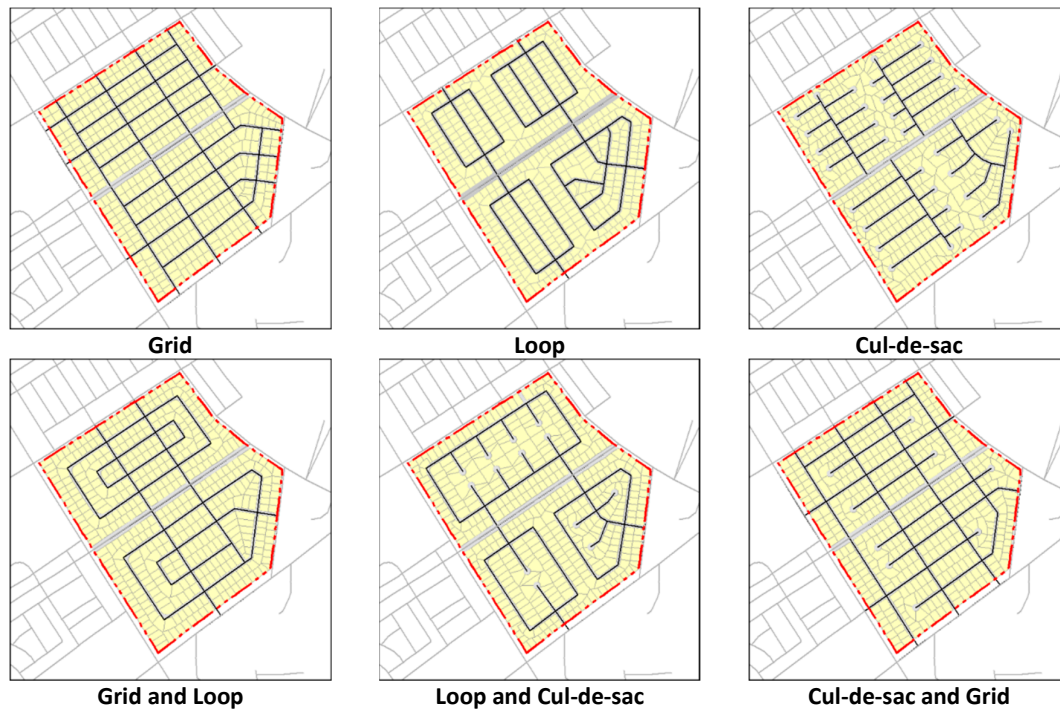 Grid
Loop
Cul-de-sac
Grid and Loop
Loop and Cul-de-sac
Cul-de-sac and Grid